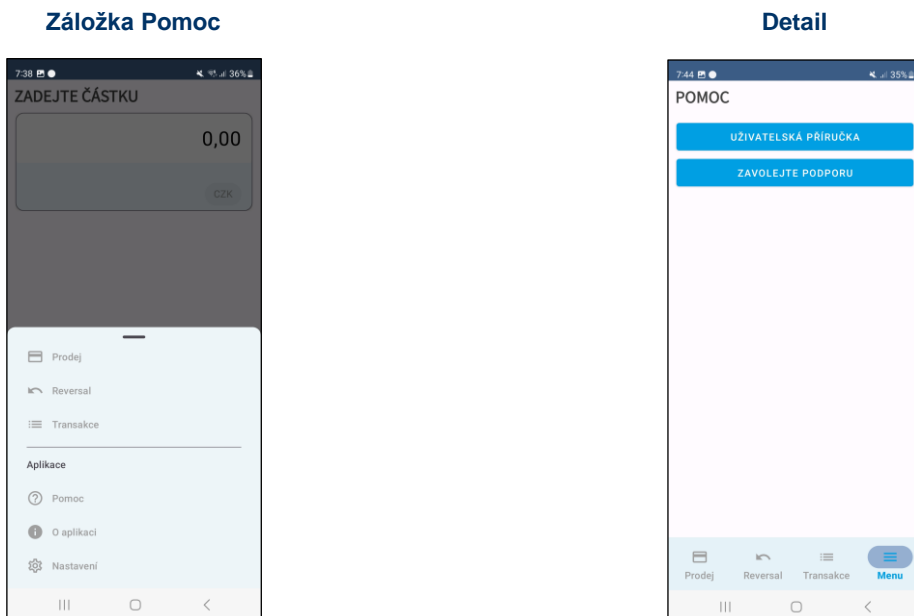 Záložka Pomoc
7:38 36%
ZADEJTE ČÁSTKU
0,00
CZK
Prodej
Reversal
Transakce
Aplikace
Pomoc
O aplikaci
Nastavení
Detail
7:44 35%
POMOC
UŽIVATELSKÁ PŘÍRUČKA
ZAVOLEJTE PODPORU
Prodej Reversal Transakce Menu